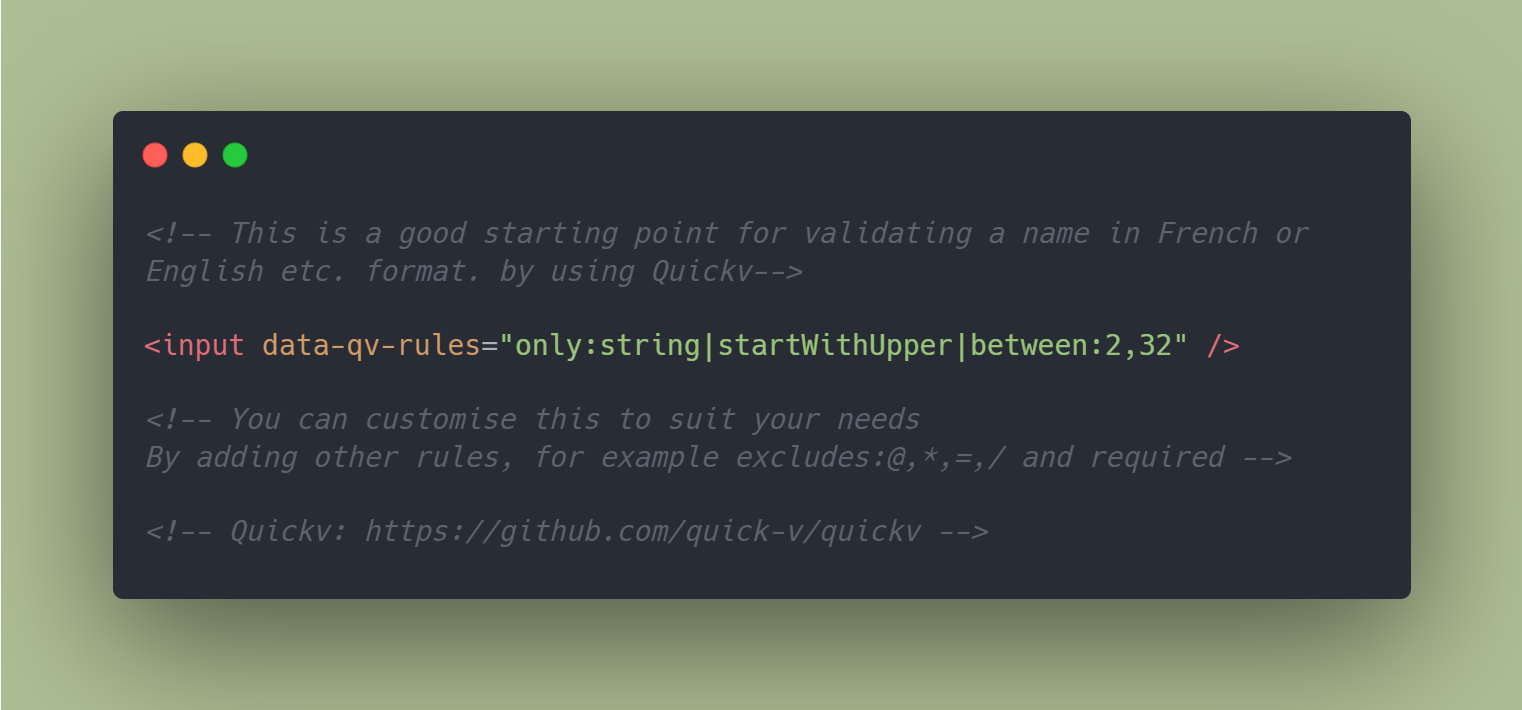 <!-- This is a good starting point for validating a name in French or
English etc. format. by using Quickv-->
<input data-qv-rules="only:string|startWithUpper|between:2,32" />
<!-- You can customise this to suit your needs
By adding other rules, for example excludes:@,*,=,/ and required -->
<!-- Quickv: https://github.com/quick-v/quickv -->